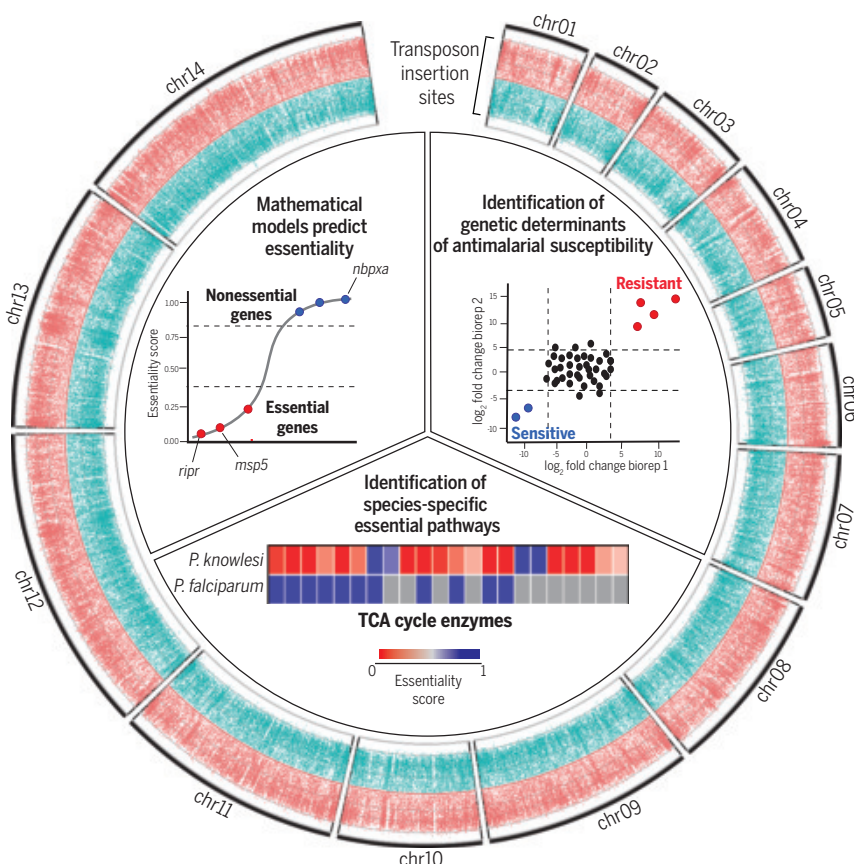 chr01
chr02
chr03
chr04
chr05
chr06
chr07
chr08
chr09
chr10
chr11
chr12
chr13
chr14
Transposon
insertion
sites
Mathematical
models predict
essentiality
nbpxa
Nonessential
genes
Essential
genes
Essentiality score
100
0.75
0.50
0.25
0.00
ripr
msp5
Identification of
genetic determinants
of antimalarial susceptibility
Resistant
Sensitive
log2 fold change biorep 2
15
10
5
0
-5
-10
-10
-5
0
5
10
log2 fold change biorep 1
Identification of
species-specific
essential pathways
P. knowlesi
P. falciparum
TCA cycle enzymes
0
1
Essentiality
score